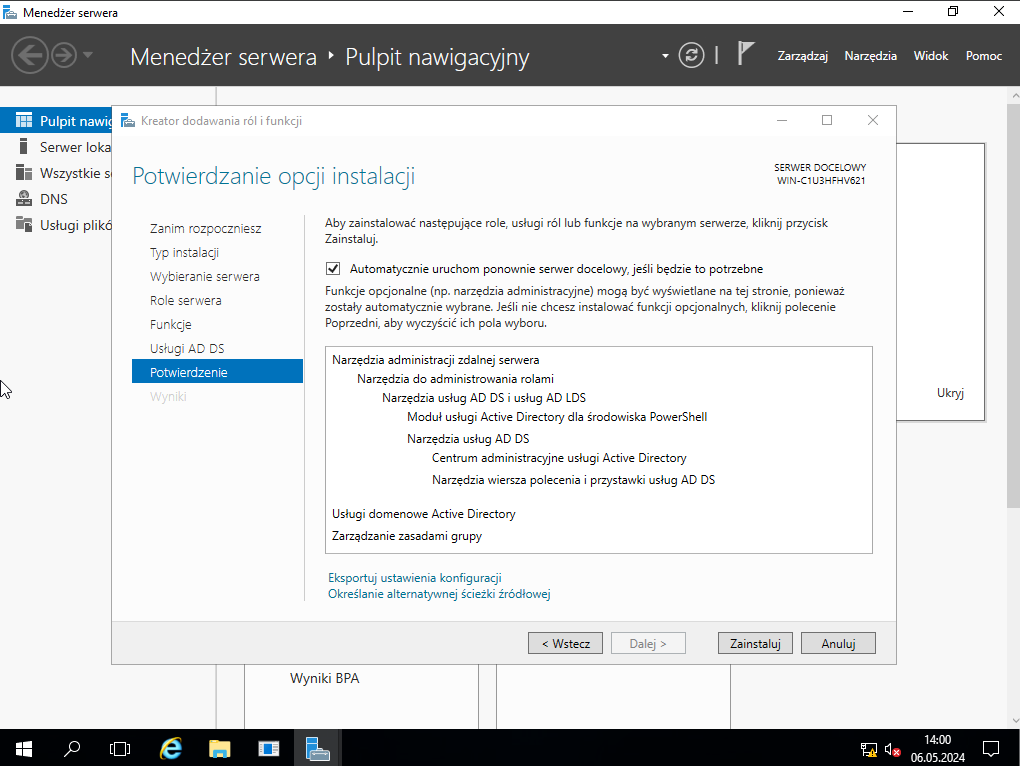 Menedżer serwera
Menedżer serwera ‣ Pulpit nawigacyjny
Zarządzaj Narzędzia Widok Pomoc
Pulpit nawig
Serwer loka
Wszystkie s
DNS
Usługi plikó
Kreator dodawania ról i funkcji
Potwierdzanie opcji instalacji
SERWER DOCELOWY
WIN-C1U3HFHV621
Zanim rozpoczniesz
Typ instalacji
Wybieranie serwera
Role serwera
Funkcje
Usługi AD DS
Potwierdzenie
Wyniki
Aby zainstalować następujące role, usługi ról lub funkcje na wybranym serwerze, kliknij przycisk
Zainstaluj.
Automatycznie uruchom ponownie serwer docelowy, jeśli będzie to potrzebne
Funkcje opcjonalne (np. narzędzia administracyjne) mogą być wyświetlane na tej stronie, ponieważ
zostały automatycznie wybrane. Jeśli nie chcesz instalować funkcji opcjonalnych, kliknij polecenie
Poprzedni, aby wyczyścić ich pola wyboru.
Narzędzia administracji zdalnej serwera
Narzędzia do administrowania rolami
Narzędzia usług AD DS i usług AD LDS
Moduł usługi Active Directory dla środowiska PowerShell
Narzędzia usług AD DS
Centrum administracyjne usługi Active Directory
Narzędzia wiersza polecenia i przystawki usług AD DS
Usługi domenowe Active Directory
Zarządzanie zasadami grupy
Eksportuj ustawienia konfiguracji
Określanie alternatywnej ścieżki źródłowej
< Wstecz Dalej > Zainstaluj Anuluj
Ukryj
Wyniki BPA
14:00
06.05.2024